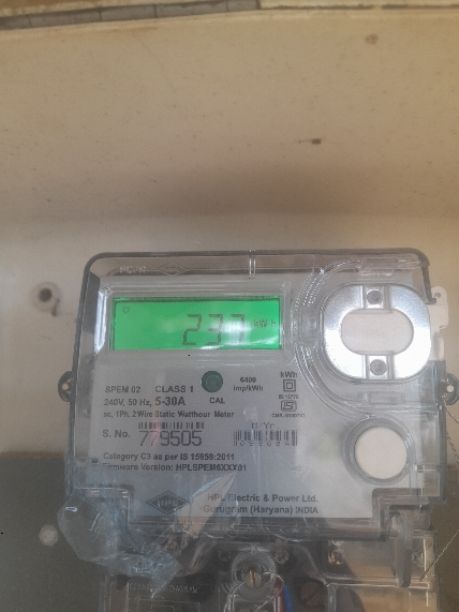 237 kWh
SPEM 02 CLASS 1
240V, 50 Hz, 5-30A
ac, 1Ph, 2Wire Static Watthour Meter
CAL
6400
imp/kWh
kWh
S. No. 779505
Category C3 as per IS 15959:2011
Firmware Version: HPLSPEM6XXX01
HPL Electric & Power Ltd.
Gurugram (Haryana) INDIA